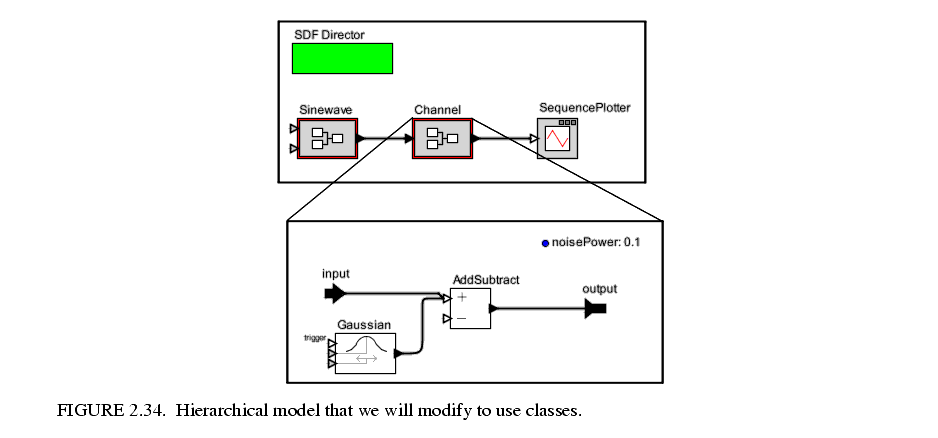 SDF Director
Sinewave
Channel
SequencePlotter
noisePower: 0.1
input
AddSubtract
+
−
output
Gaussian
trigger
FIGURE 2.34. Hierarchical model that we will modify to use classes.